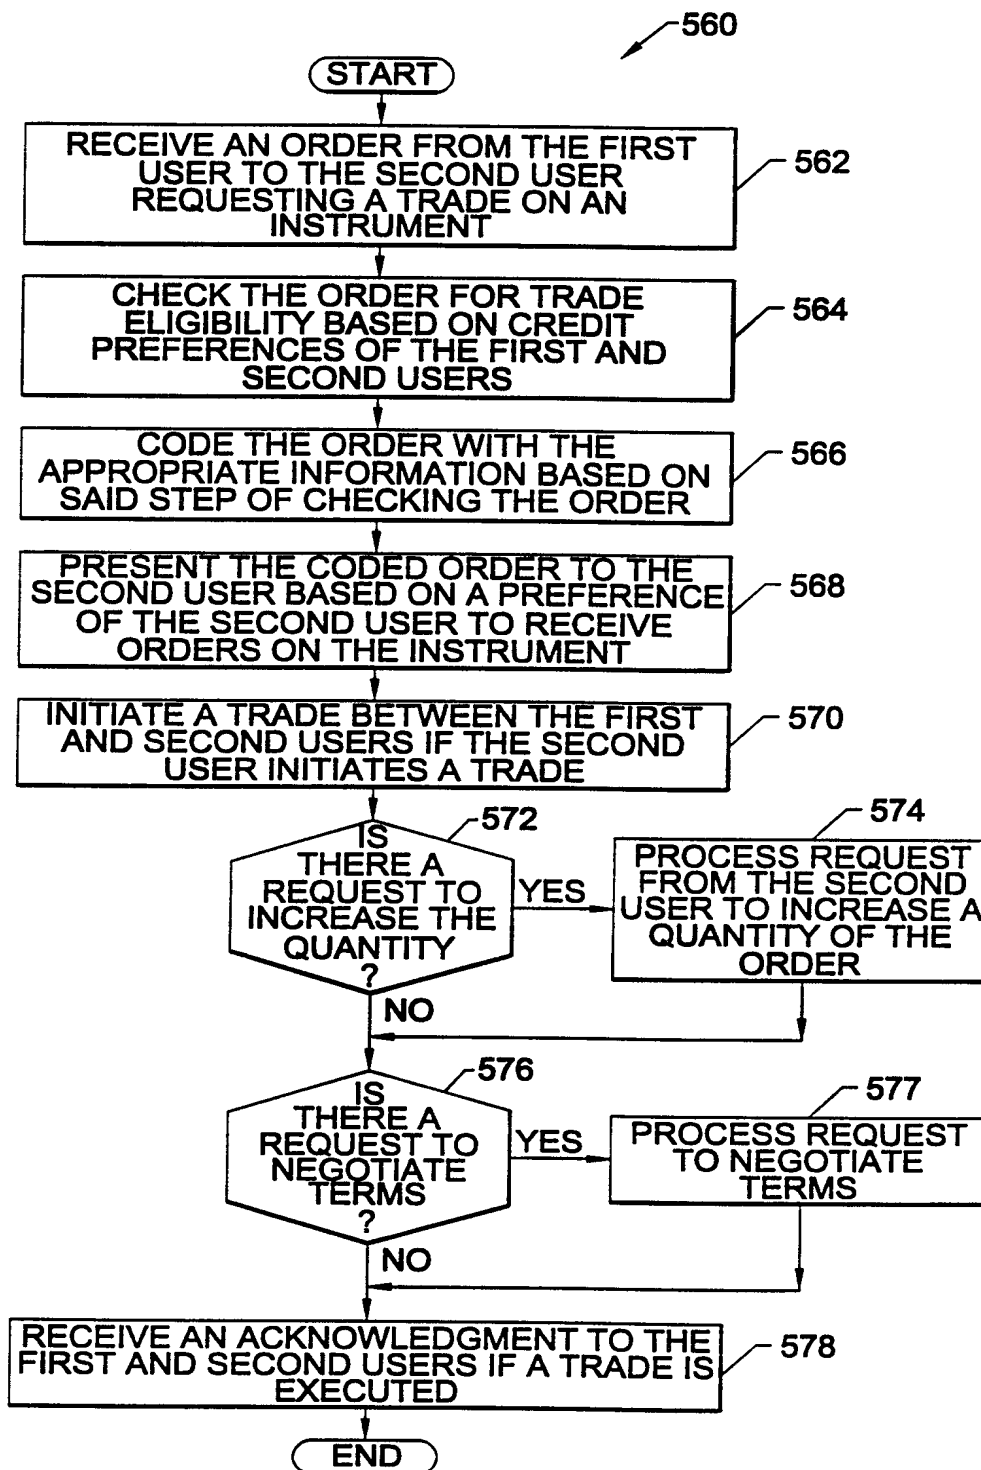 560
START
RECEIVE AN ORDER FROM THE FIRST
USER TO THE SECOND USER
REQUESTING A TRADE ON AN
INSTRUMENT
562
CHECK THE ORDER FOR TRADE
ELIGIBILITY BASED ON CREDIT
PREFERENCES OF THE FIRST AND
SECOND USERS
564
CODE THE ORDER WITH THE
APPROPRIATE INFORMATION BASED ON
SAID STEP OF CHECKING THE ORDER
566
PRESENT THE CODED ORDER TO THE
SECOND USER BASED ON A PREFERENCE
OF THE SECOND USER TO RECEIVE
ORDERS ON THE INSTRUMENT
568
INITIATE A TRADE BETWEEN THE FIRST
AND SECOND USERS IF THE SECOND
USER INITIATES A TRADE
570
572
IS
THERE A
REQUEST TO
INCREASE THE
QUANTITY
?
YES
NO
574
PROCESS REQUEST
FROM THE SECOND
USER TO INCREASE A
QUANTITY OF THE
ORDER
576
IS
THERE A
REQUEST TO
NEGOTIATE
TERMS
?
YES
NO
577
PROCESS REQUEST
TO NEGOTIATE
TERMS
RECEIVE AN ACKNOWLEDGMENT TO THE
FIRST AND SECOND USERS IF A TRADE IS
EXECUTED
578
END